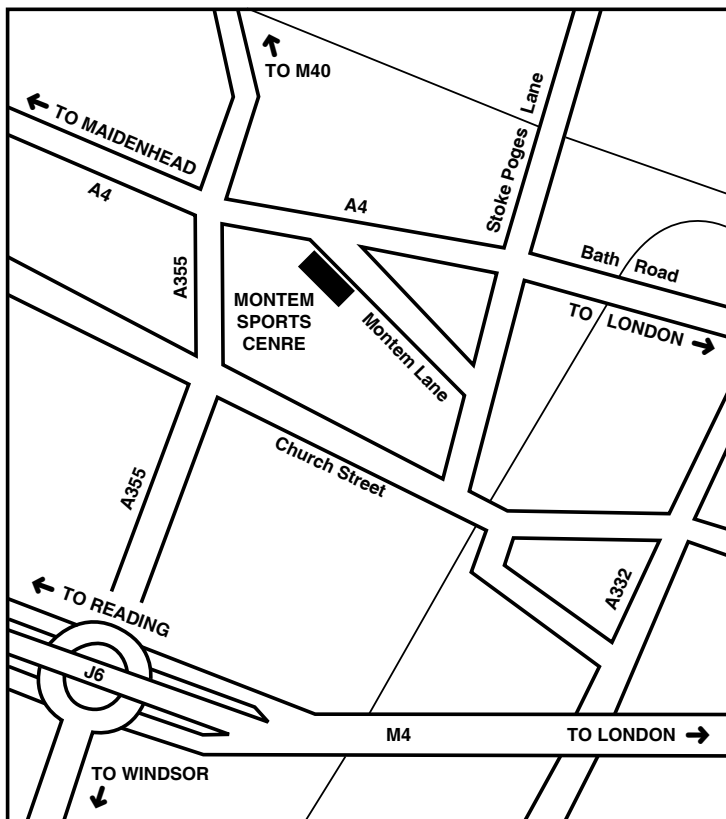 TO M40
Stoke Poges Lane
TO MAIDENHEAD
A4
A4
A355
Bath Road
MONTEM
SPORTS
CENRE
Montem Lane
TO LONDON
Church Street
A355
A332
TO READING
J6
M4
TO LONDON
TO WINDSOR